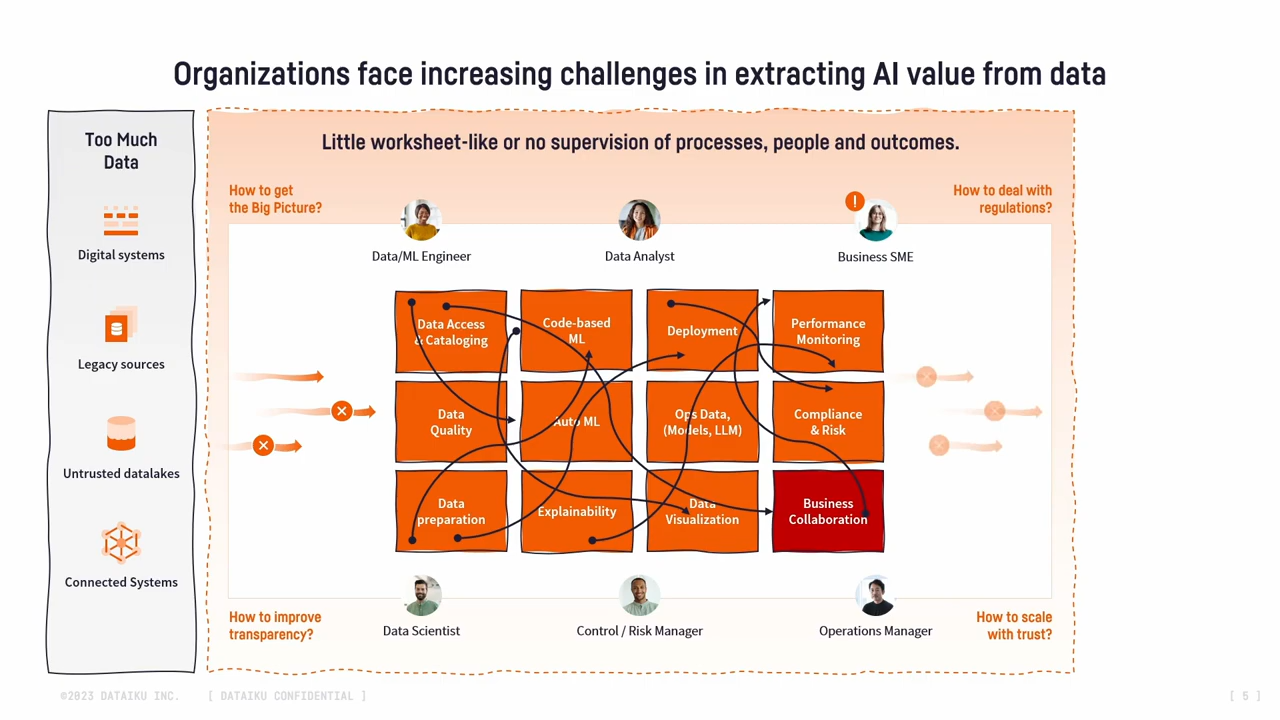 Organizations face increasing challenges in extracting AI value from data
Too Much
Data
Digital systems
Legacy sources
Untrusted datalakes
Connected Systems
Little worksheet-like or no supervision of processes, people and outcomes.
How to get
the Big Picture?
How to deal with
regulations?
!
Data/ML Engineer
Data Analyst
Business SME
Data Access
& Cataloging
Code-based
ML
Deployment
Performance
Monitoring
Data
Quality
Auto ML
Ops Data,
(Models, LLM)
Compliance
& Risk
Data
preparation
Explainability
Data
Visualization
Business
Collaboration
How to improve
transparency?
Data Scientist
Control / Risk Manager
Operations Manager
How to scale
with trust?
©2023 DATAIKU INC. [ DATAIKU CONFIDENTIAL ]
[ 5 ]